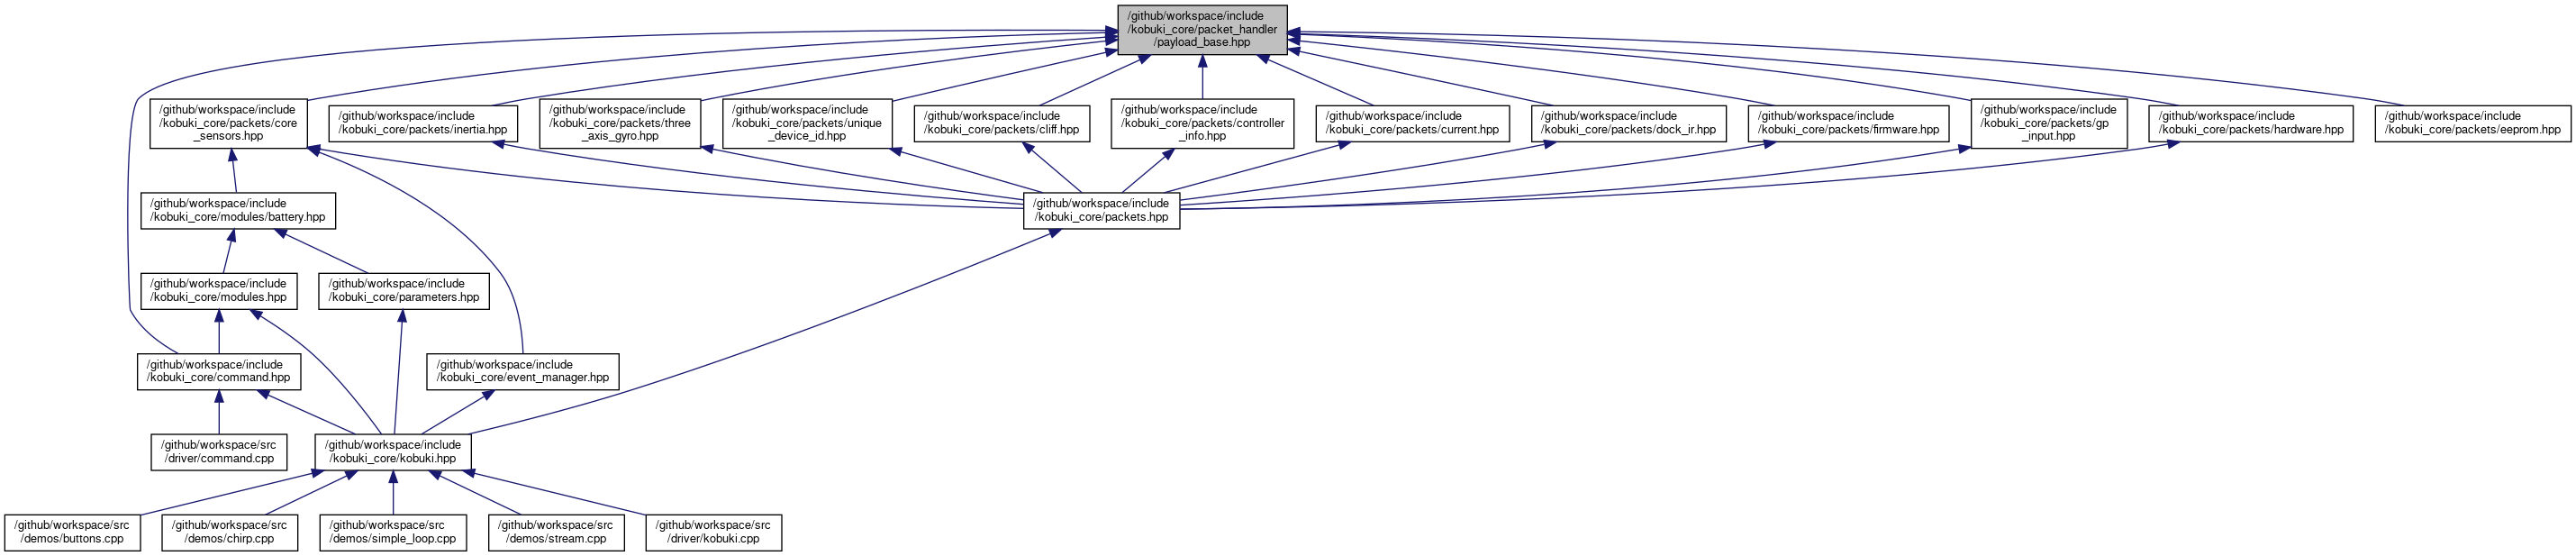 /github/workspace/include
/kobuki_core/packet_handler
/payload_base.hpp
/github/workspace/include
/kobuki_core/packets/core
_sensors.hpp
/github/workspace/include
/kobuki_core/packets/inertia.hpp
/github/workspace/include
/kobuki_core/packets/three
_axis_gyro.hpp
/github/workspace/include
/kobuki_core/packets/unique
_device_id.hpp
/github/workspace/include
/kobuki_core/packets/cliff.hpp
/github/workspace/include
/kobuki_core/packets/controller
_info.hpp
/github/workspace/include
/kobuki_core/packets/current.hpp
/github/workspace/include
/kobuki_core/packets/dock_ir.hpp
/github/workspace/include
/kobuki_core/packets/firmware.hpp
/github/workspace/include
/kobuki_core/packets/gp
_input.hpp
/github/workspace/include
/kobuki_core/packets/hardware.hpp
/github/workspace/include
/kobuki_core/packets/eeprom.hpp
/github/workspace/include
/kobuki_core/modules/battery.hpp
/github/workspace/include
/kobuki_core/packets.hpp
/github/workspace/include
/kobuki_core/modules.hpp
/github/workspace/include
/kobuki_core/parameters.hpp
/github/workspace/include
/kobuki_core/command.hpp
/github/workspace/include
/kobuki_core/event_manager.hpp
/github/workspace/src
/driver/command.cpp
/github/workspace/include
/kobuki_core/kobuki.hpp
/github/workspace/src
/demos/buttons.cpp
/github/workspace/src
/demos/chirp.cpp
/github/workspace/src
/demos/simple_loop.cpp
/github/workspace/src
/demos/stream.cpp
/github/workspace/src
/driver/kobuki.cpp